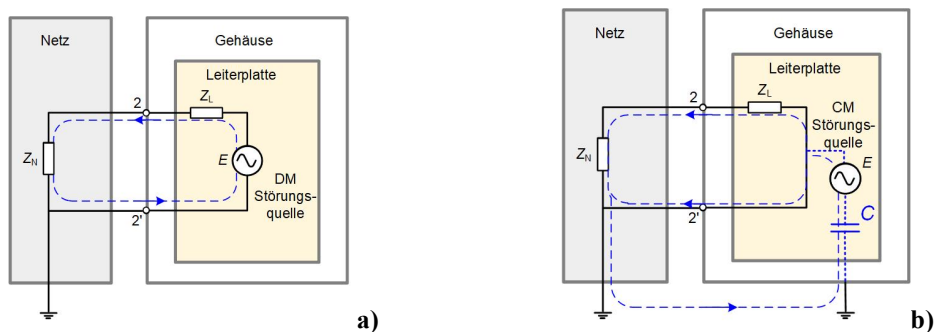 Netz
Gehäuse
Leiterplatte
Z_L
2
Z_N
E
DM
Störungs-
quelle
2'
a)
Netz
Gehäuse
Leiterplatte
Z_L
2
CM
Störungs-
quelle
Z_N
E
C
2'
b)